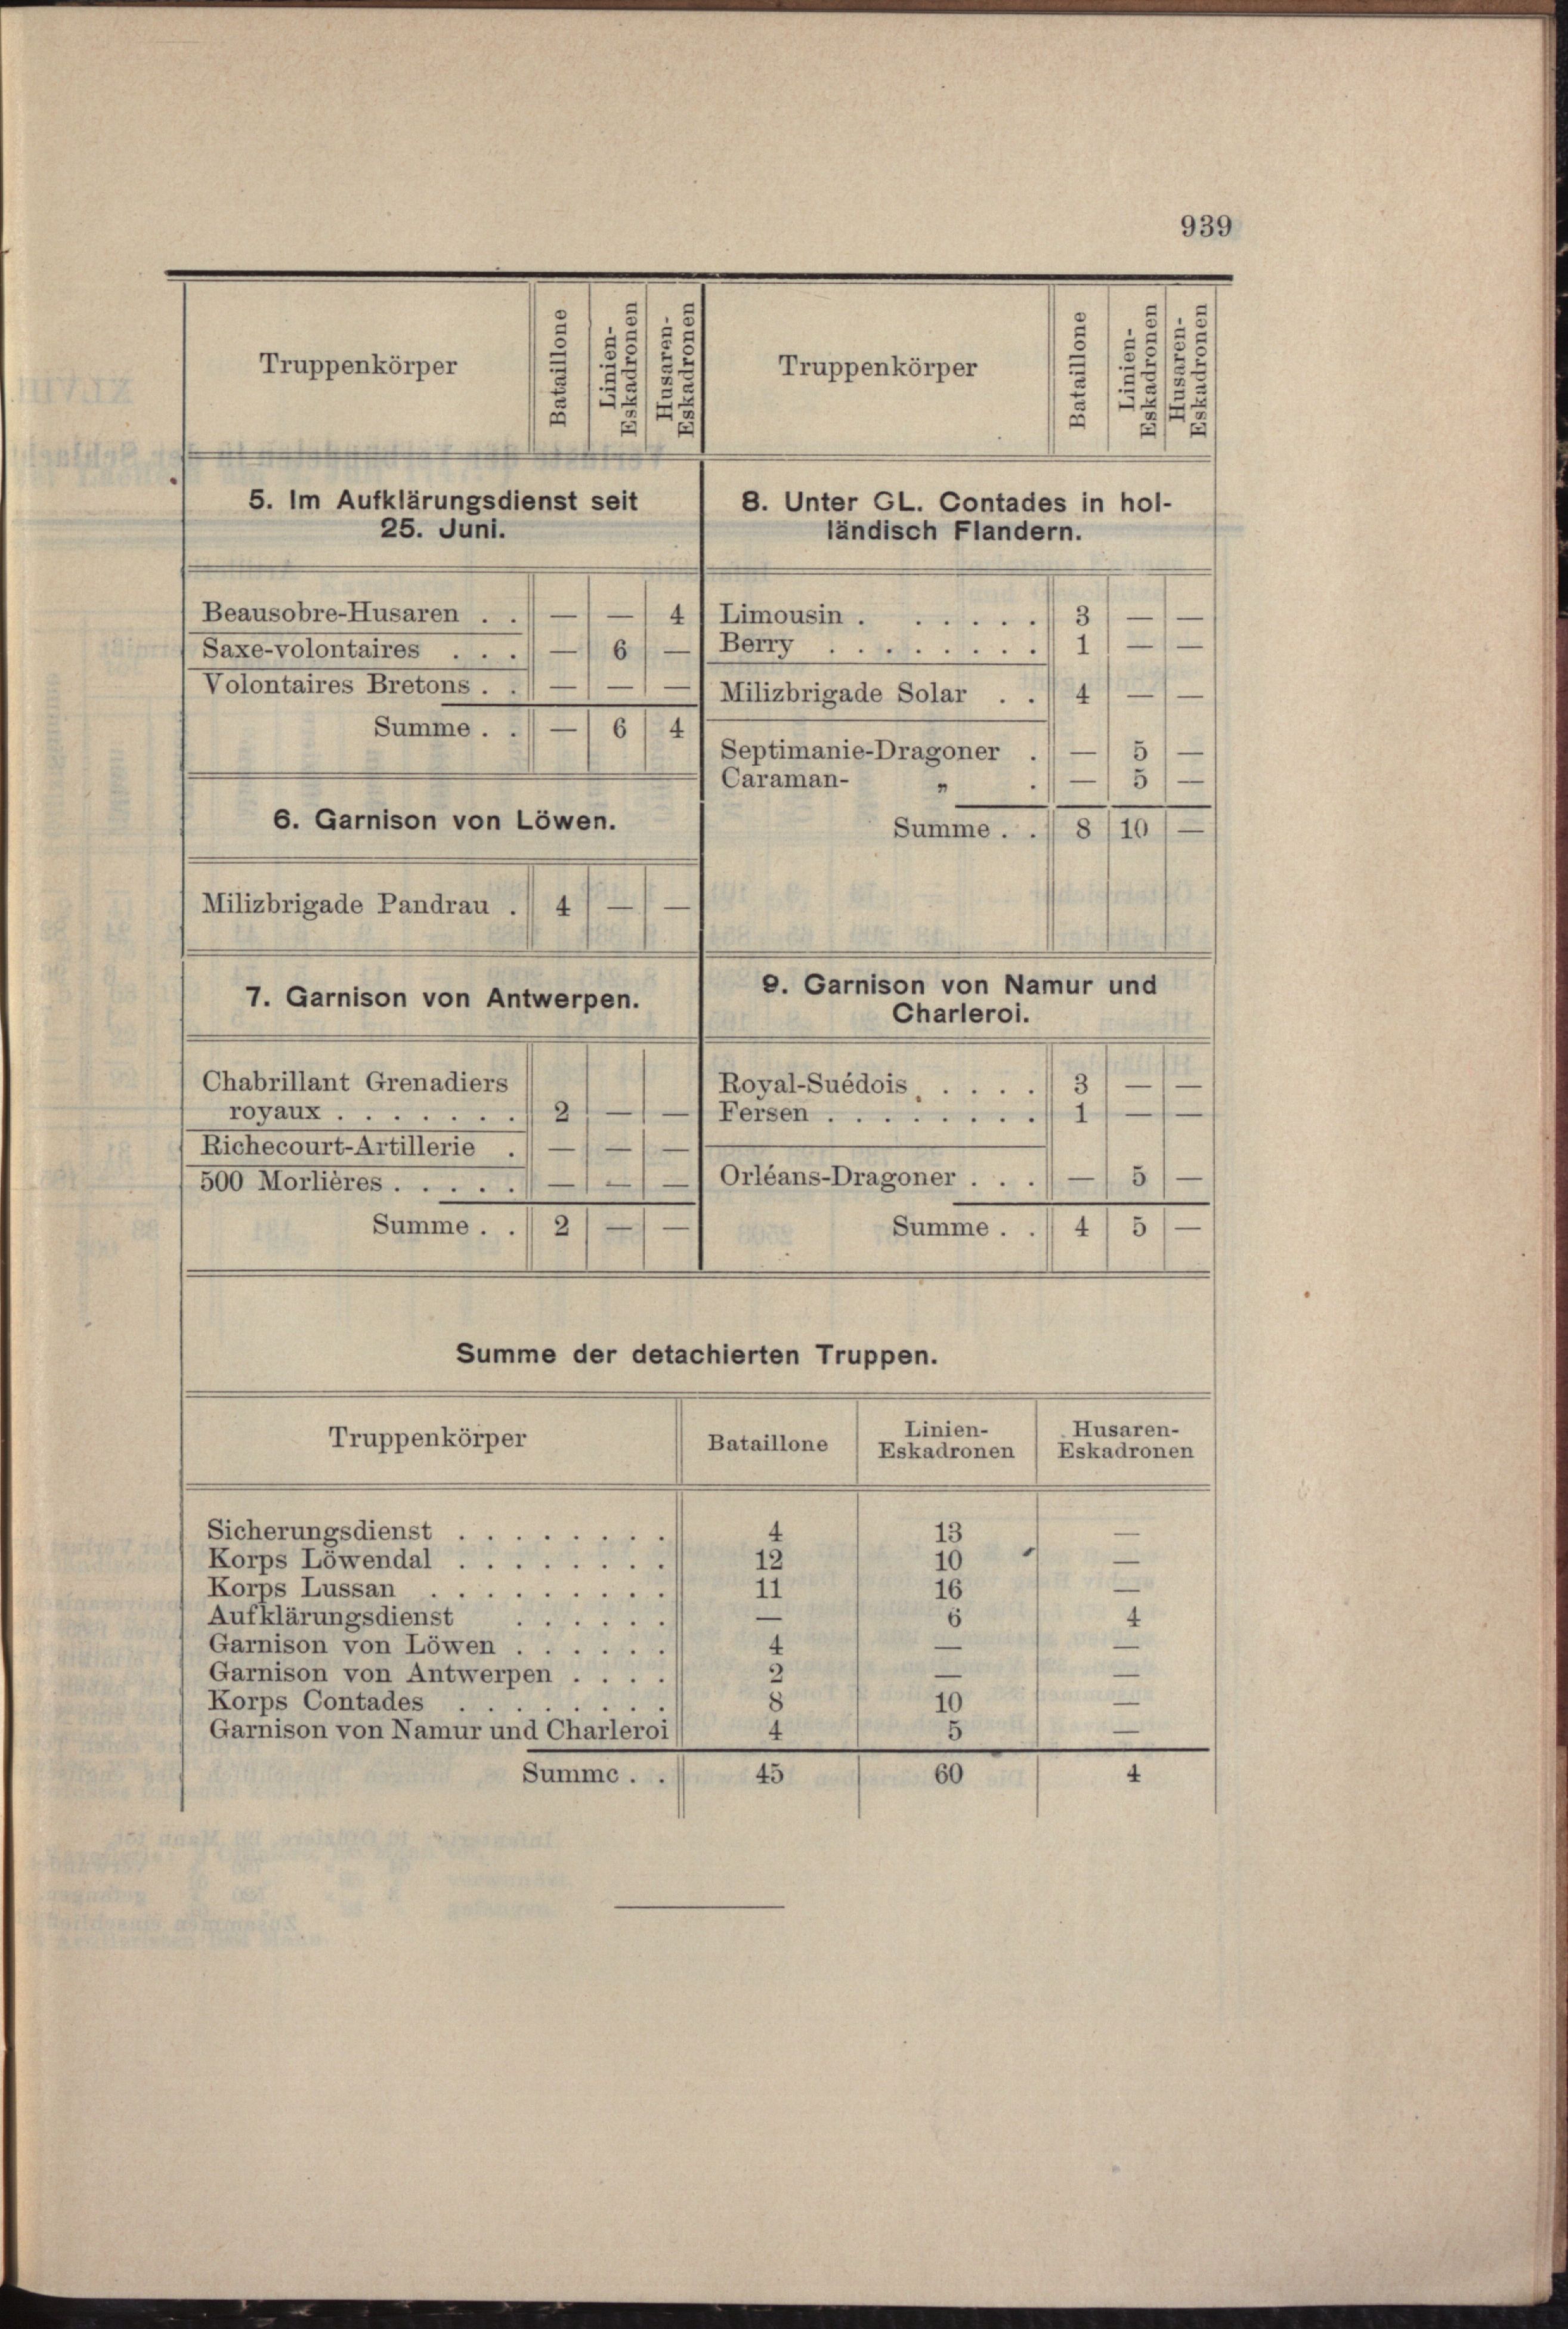 939
Truppenkörper | Bataillone | Linien-Eskadronen | Husaren-Eskadronen
5. Im Aufklärungsdienst seit
25. Juni.
Beausobre-Husaren . . — — 4
Saxe-volontaires . . . — 6 —
Volontaires Bretons . . — — —
Summe . . — 6 4
6. Garnison von Löwen.
Milizbrigade Pandrau . 4 — —
7. Garnison von Antwerpen.
Chabrillant Grenadiers
royaux . . . . . . . 2 — —
Richecourt-Artillerie . — — —
500 Morlières . . . . . — — —
Summe . . 2 — —
Truppenkörper | Bataillone | Linien-Eskadronen | Husaren-Eskadronen
8. Unter GL. Contades in hol-
ländisch Flandern.
Limousin . . . . . . 3 — —
Berry . . . . . . . . 1 — —
Milizbrigade Solar . . 4 — —
Septimanie-Dragoner . — 5 —
Caraman- „ . — 5 —
Summe . . 8 10 —
9. Garnison von Namur und
Charleroi.
Royal-Suédois . . . . . 3 — —
Fersen . . . . . . . . 1 — —
Orléans-Dragoner . . . — 5 —
Summe . . 4 5 —
Summe der detachierten Truppen.
Truppenkörper | Bataillone | Linien-Eskadronen | Husaren-Eskadronen
Sicherungsdienst . . . . . . . . 4 13 —
Korps Löwendal . . . . . . . . 12 10 —
Korps Lussan . . . . . . . . . 11 16 —
Aufklärungsdienst . . . . . . — 6 4
Garnison von Löwen . . . . . . 4 — —
Garnison von Antwerpen . . . . 2 — —
Korps Contades . . . . . . . . 8 10 —
Garnison von Namur und Charleroi 4 5 —
Summe . . 45 60 4